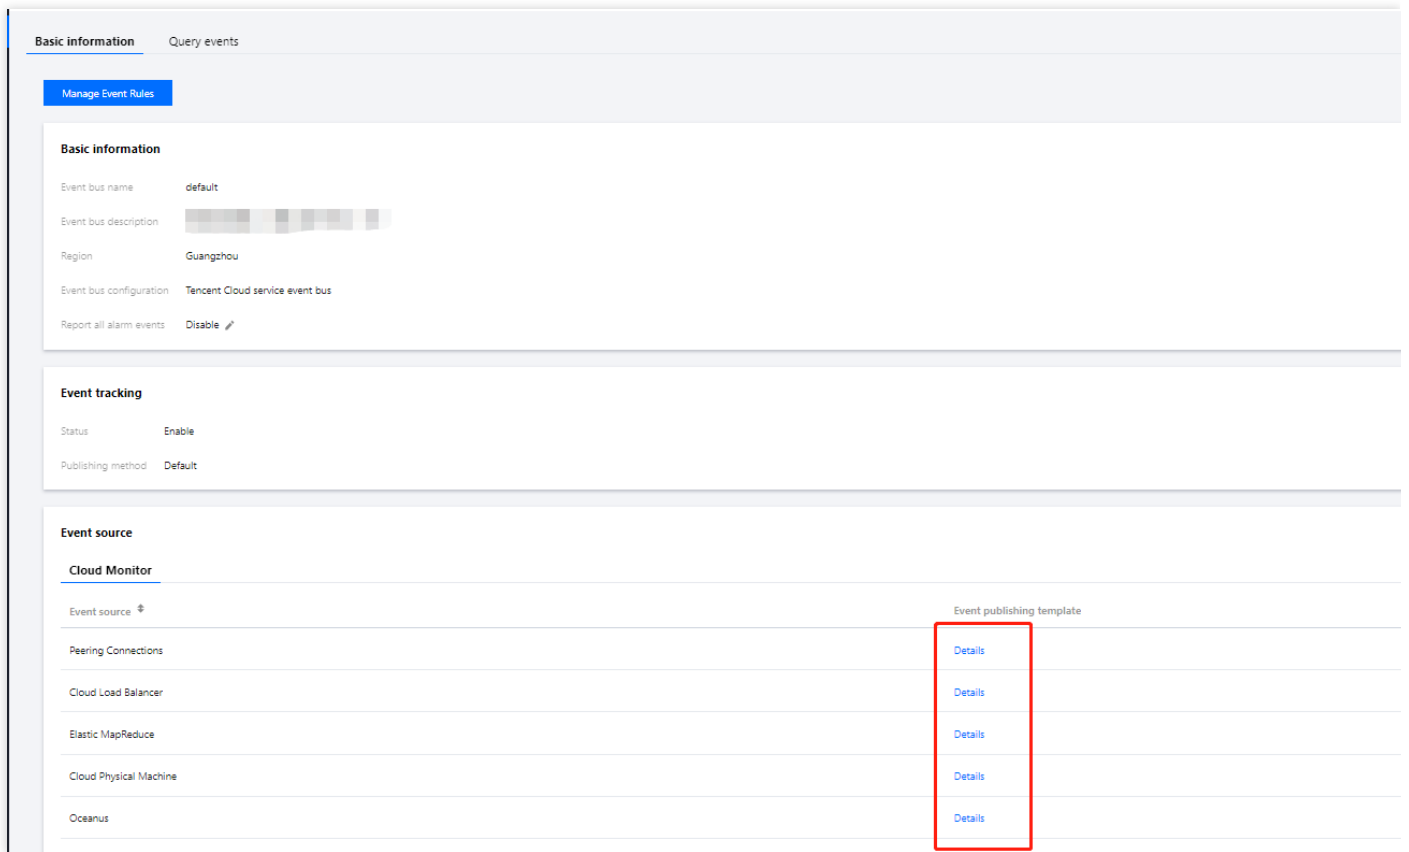 Basic information Query events
Manage Event Rules
Basic information
Event bus name default
Event bus description
Region Guangzhou
Event bus configuration Tencent Cloud service event bus
Report all alarm events Disable
Event tracking
Status Enable
Publishing method Default
Event source
Cloud Monitor
Event source Event publishing template
Peering Connections Details
Cloud Load Balancer Details
Elastic MapReduce Details
Cloud Physical Machine Details
Oceanus Details